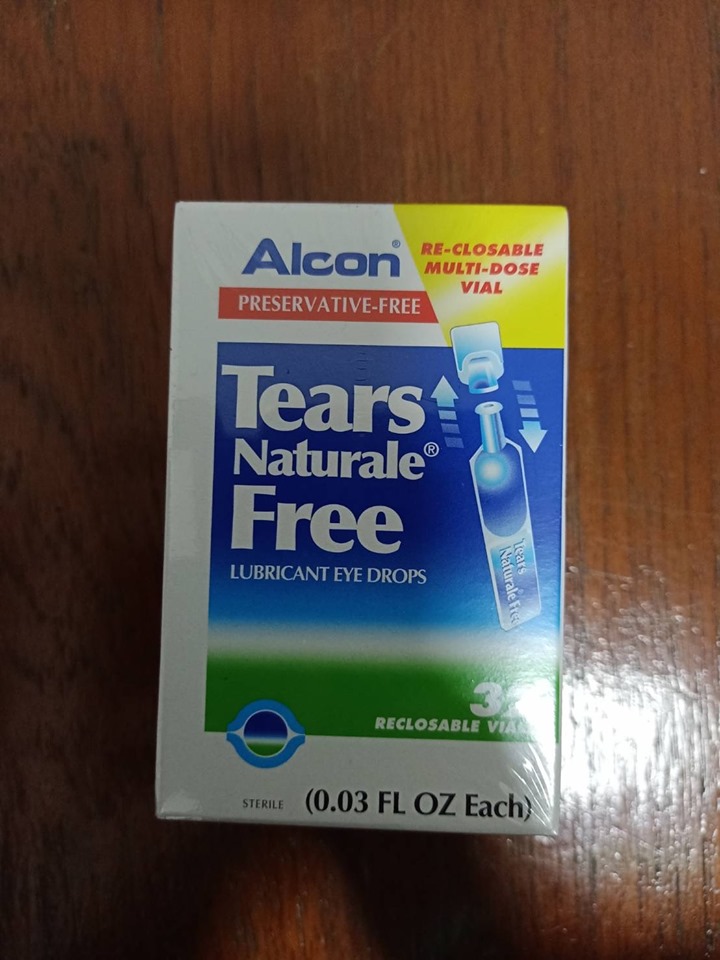 Alcon®
RE-CLOSABLE
MULTI-DOSE
VIAL
PRESERVATIVE-FREE
Tears
Naturale®
Free
LUBRICANT EYE DROPS
Tears
Naturale® Free
RECLOSABLE
STERILE
(0.03 FL OZ Each)